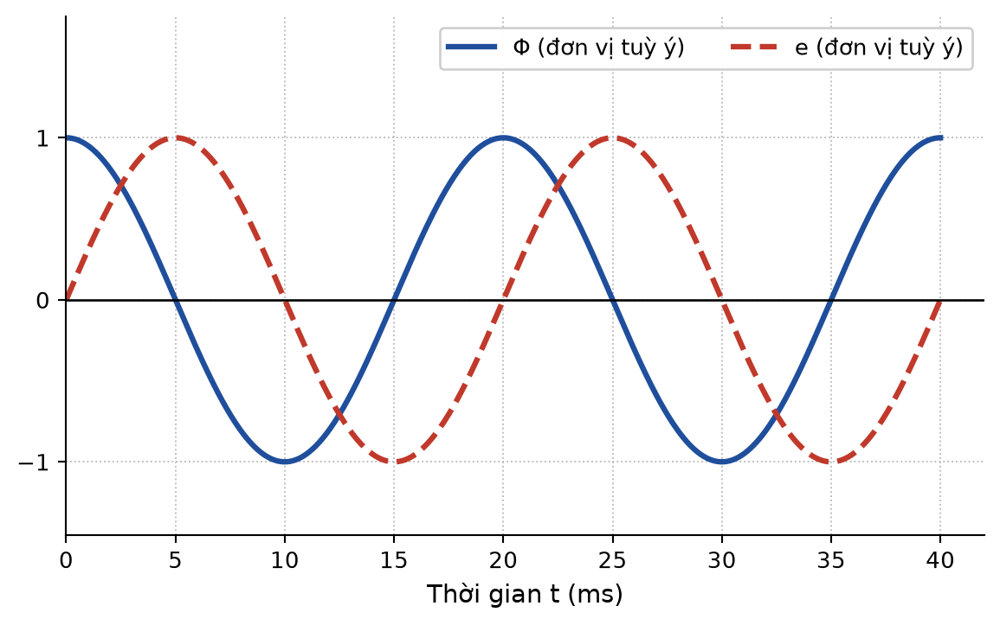 Φ (đơn vị tuỳ ý) e (đơn vị tuỳ ý)
1
0
−1
0 5 10 15 20 25 30 35 40
Thời gian t (ms)